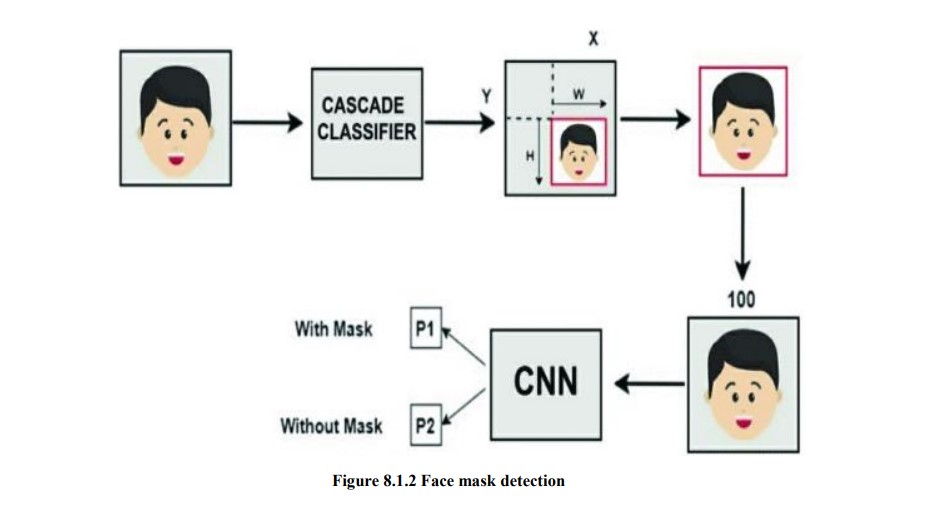 X
CASCADE
CLASSIFIER
Y
W
H
100
With Mask
P1
CNN
Without Mask
P2
Figure 8.1.2 Face mask detection